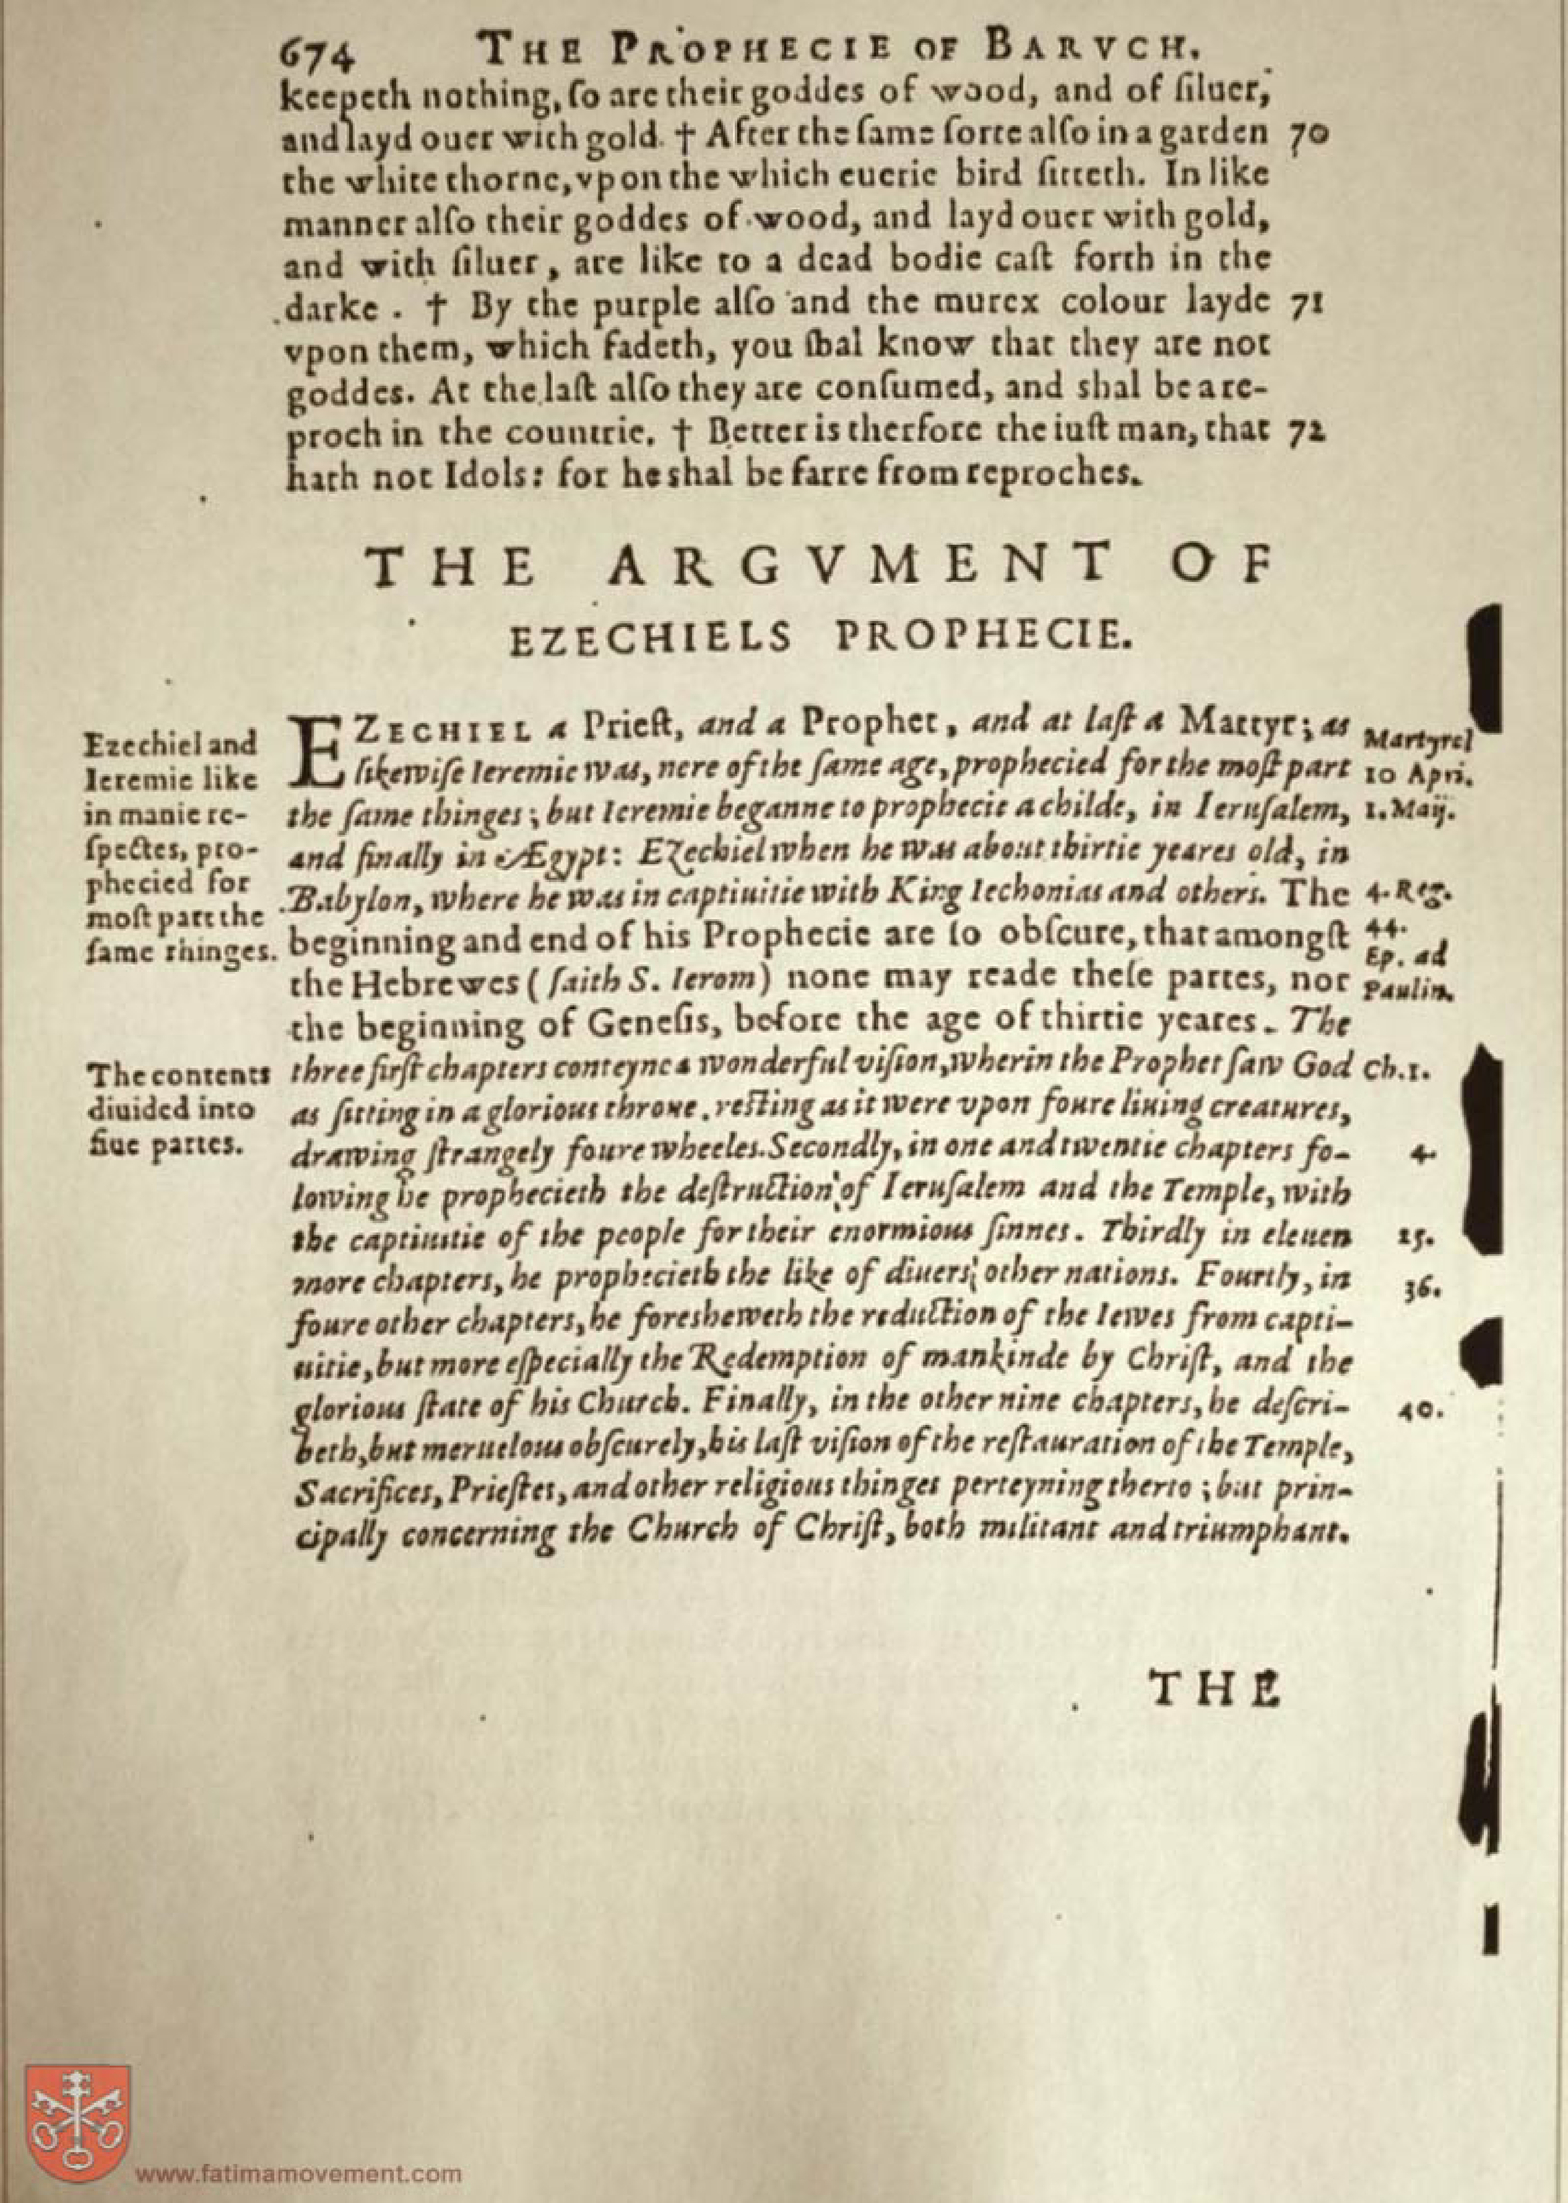 674 THE PROPHECIE OF BARVCH.
keepeth nothing, ſo are their goddes of wood, and of ſiluer,
and layd ouer with gold. † After the ſame ſorte alſo in a garden 70
the white thorne, vpon the which euerie bird ſitteth. In like
manner alſo their goddes of wood, and layd ouer with gold,
and with ſiluer, are like to a dead bodie caſt forth in the
darke. † By the purple alſo and the murex colour layde 71
vpon them, which fadeth, you ſhal know that they are not
goddes. At the laſt alſo they are conſumed, and shal be a re-
proch in the countrie. † Better is therfore the iuſt man, that 72
hath not Idols: for he shal be farre from reproches.
THE ARGVMENT OF
EZECHIELS PROPHECIE.
Ezechiel and
Ieremie like
in manie re-
ſpectes, pro-
phecied for
moſt part the
ſame thinges.
The contents
diuided into
fiue partes.
EZECHIEL a Prieſt, and a Prophet, and at laſt a Martyr; as
likewiſe Ieremie was, nere of the ſame age, prophecied for the moſt part
the ſame thinges; but Ieremie beganne to prophecie a childe, in Ieruſalem,
and finally in Ægypt: Ezechiel when he was about thirtie yeares old, in
Babylon, where he was in captiuitie with King Iechonias and others. The
beginning and end of his Prophecie are ſo obſcure, that amongſt
the Hebrewes (ſaith S. Ierom) none may reade theſe partes, nor
the beginning of Geneſis, before the age of thirtie yeares. The
three firſt chapters conteyne a wonderful viſion, wherin the Prophet ſaw God
as ſitting in a glorious throne, reſting as it were vpon foure liuing creatures,
drawing ſtrangely foure wheeles. Secondly, in one and twentie chapters fo-
lowing he prophecieth the deſtruction of Ieruſalem and the Temple, with
the captiuitie of the people for their enormious ſinnes. Thirdly in eleuen
more chapters, he prophecieth the like of diuers other nations. Fourtly, in
foure other chapters, he foresheweth the reduction of the Iewes from capti-
uitie, but more eſpecially the Redemption of mankinde by Chriſt, and the
glorious ſtate of his Church. Finally, in the other nine chapters, he deſcri-
beth, but meruelous obſcurely, his laſt viſion of the reſtauration of the Temple,
Sacrifices, Prieſtes, and other religious thinges perteyning therto; but prin-
cipally concerning the Church of Chriſt, both militant and triumphant.
Martyrol
10 Apri.
1. Maij.
4. Reg.
44.
Ep. ad
Paulin.
Ch.1.
4.
25.
36.
40.
THE
www.fatimamovement.com